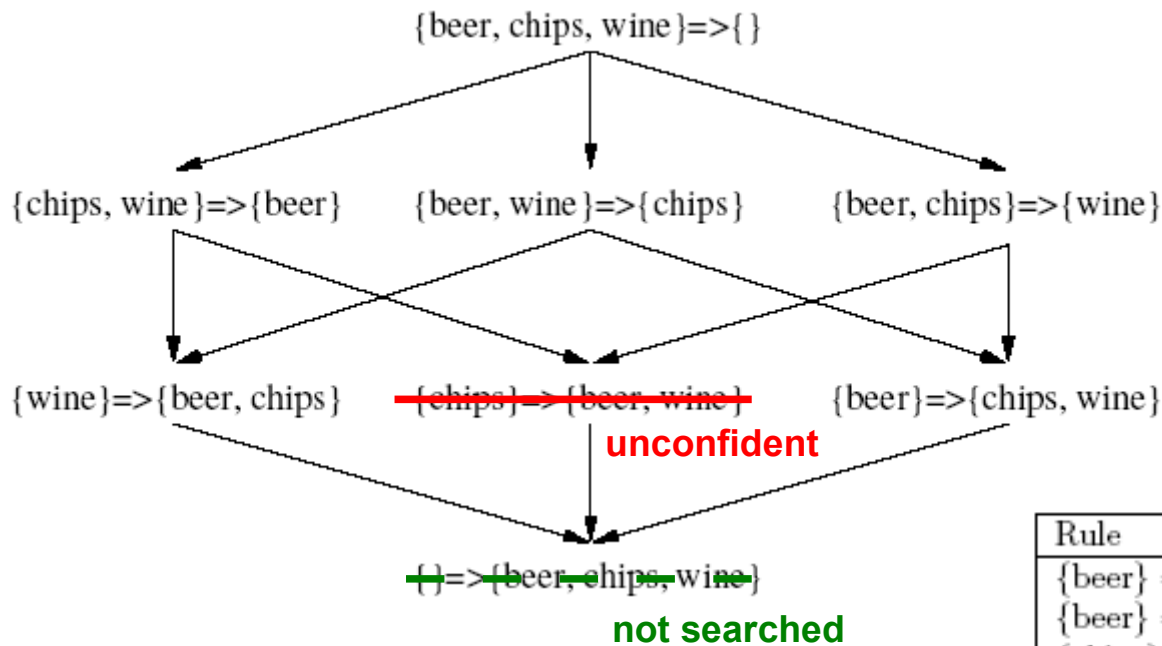 {beer, chips, wine}=>{}
{chips, wine}=>{beer} {beer, wine}=>{chips} {beer, chips}=>{wine}
{wine}=>{beer, chips} {chips}=>{beer, wine} {beer}=>{chips, wine}
unconfident
{}=>{beer, chips, wine}
not searched
Rule
{beer}
{beer}